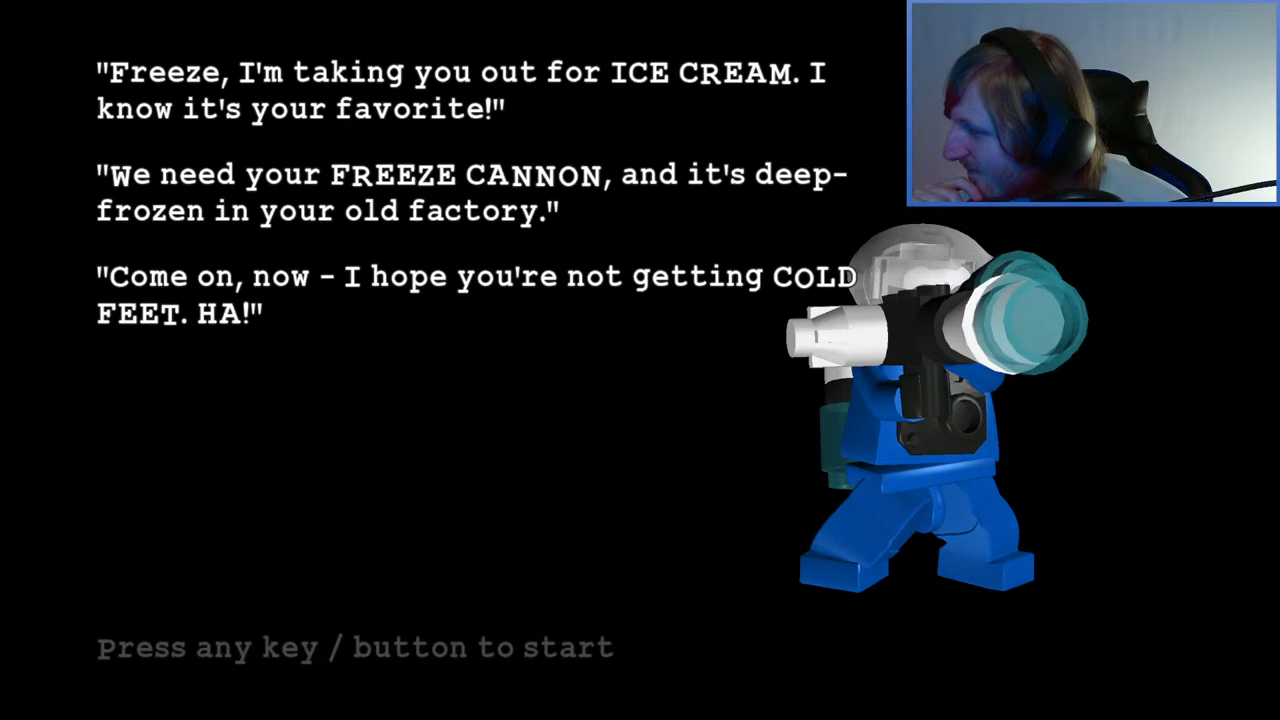 "Freeze, I'm taking you out for ICE CREAM. I
know it's your favorite!"
"We need your FREEZE CANNON, and it's deep-
frozen in your old factory."
"Come on, now - I hope you're not getting COLD
FEET. HA!"
Press any key / button to start